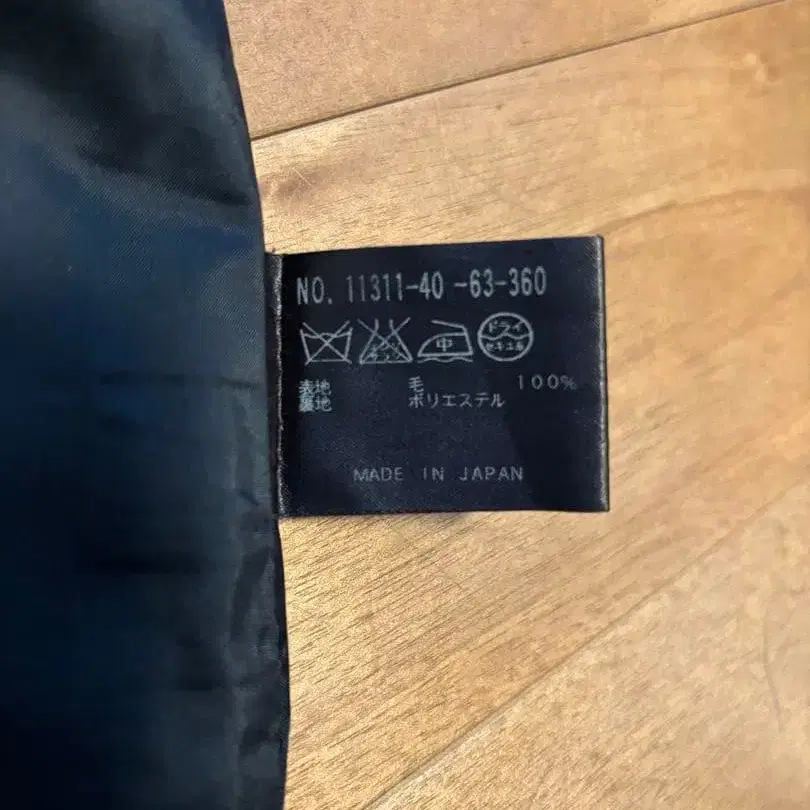 NO. 11311-40 -63-360
中 ドライ
セキユ系
表地 毛 100%
裏地 ポリエステル
MADE IN JAPAN